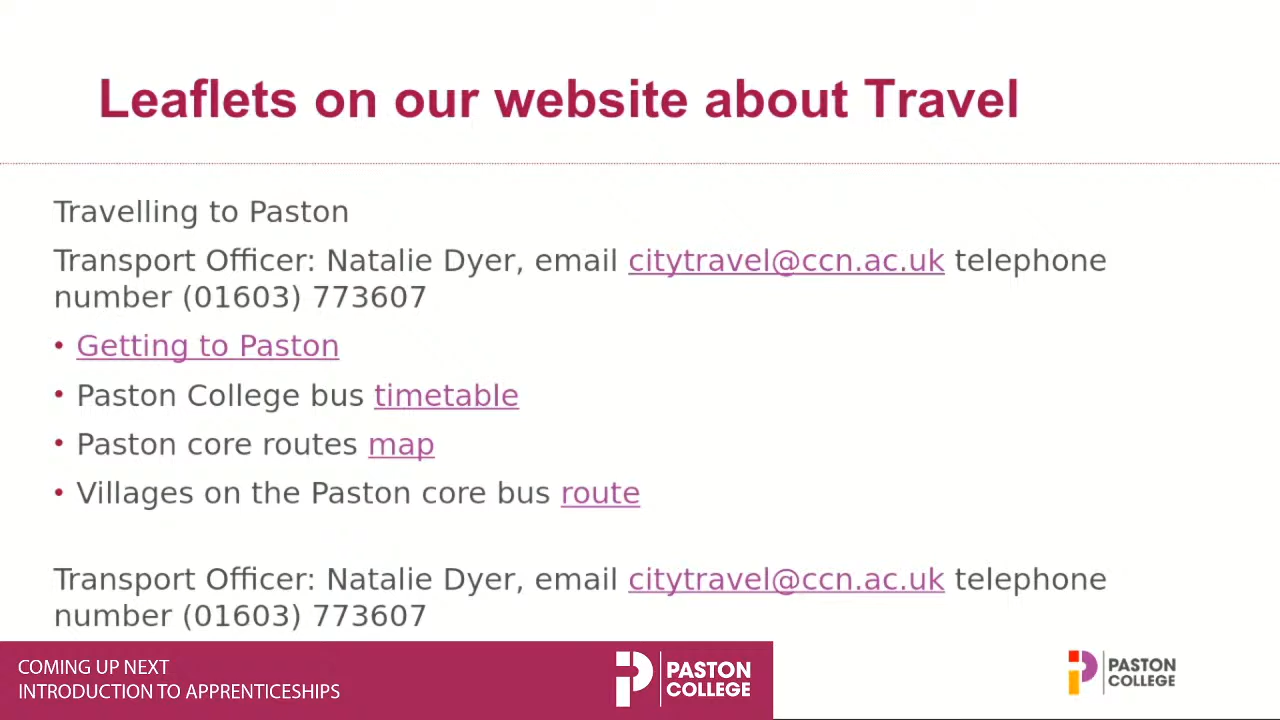 Leaflets on our website about Travel
Travelling to Paston
Transport Officer: Natalie Dyer, email citytravel@ccn.ac.uk telephone
number (01603) 773607
• Getting to Paston
• Paston College bus timetable
• Paston core routes map
• Villages on the Paston core bus route
Transport Officer: Natalie Dyer, email citytravel@ccn.ac.uk telephone
number (01603) 773607
COMING UP NEXT
INTRODUCTION TO APPRENTICESHIPS
PASTON
COLLEGE
PASTON
COLLEGE